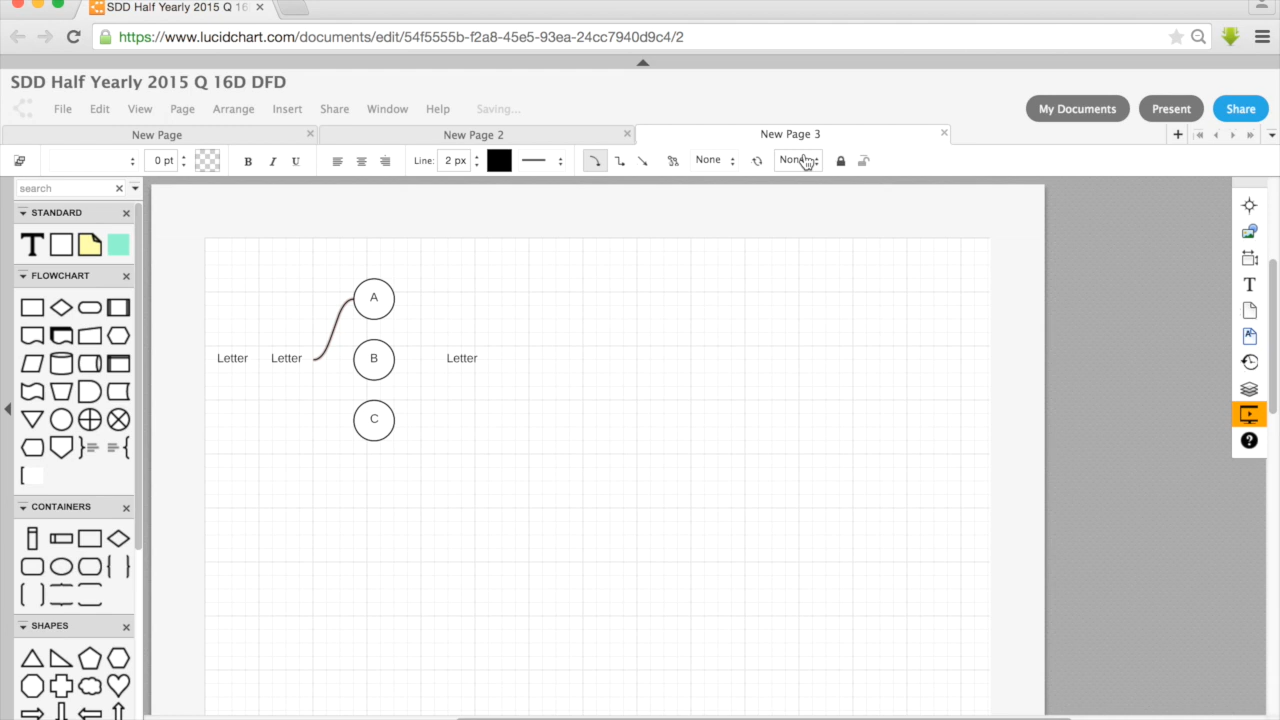 SDD Half Yearly 2015 Q 16
https://www.lucidchart.com/documents/edit/54f5555b-f2a8-45e5-93ea-24cc7940d9c4/2
SDD Half Yearly 2015 Q 16D DFD
File Edit View Page Arrange Insert Share Window Help Saving...
My Documents Present Share
New Page New Page 2 New Page 3
0 pt B I U Line: 2 px None None
search
STANDARD
T
FLOWCHART
CONTAINERS
SHAPES
A
Letter Letter B Letter
C
T
A
?